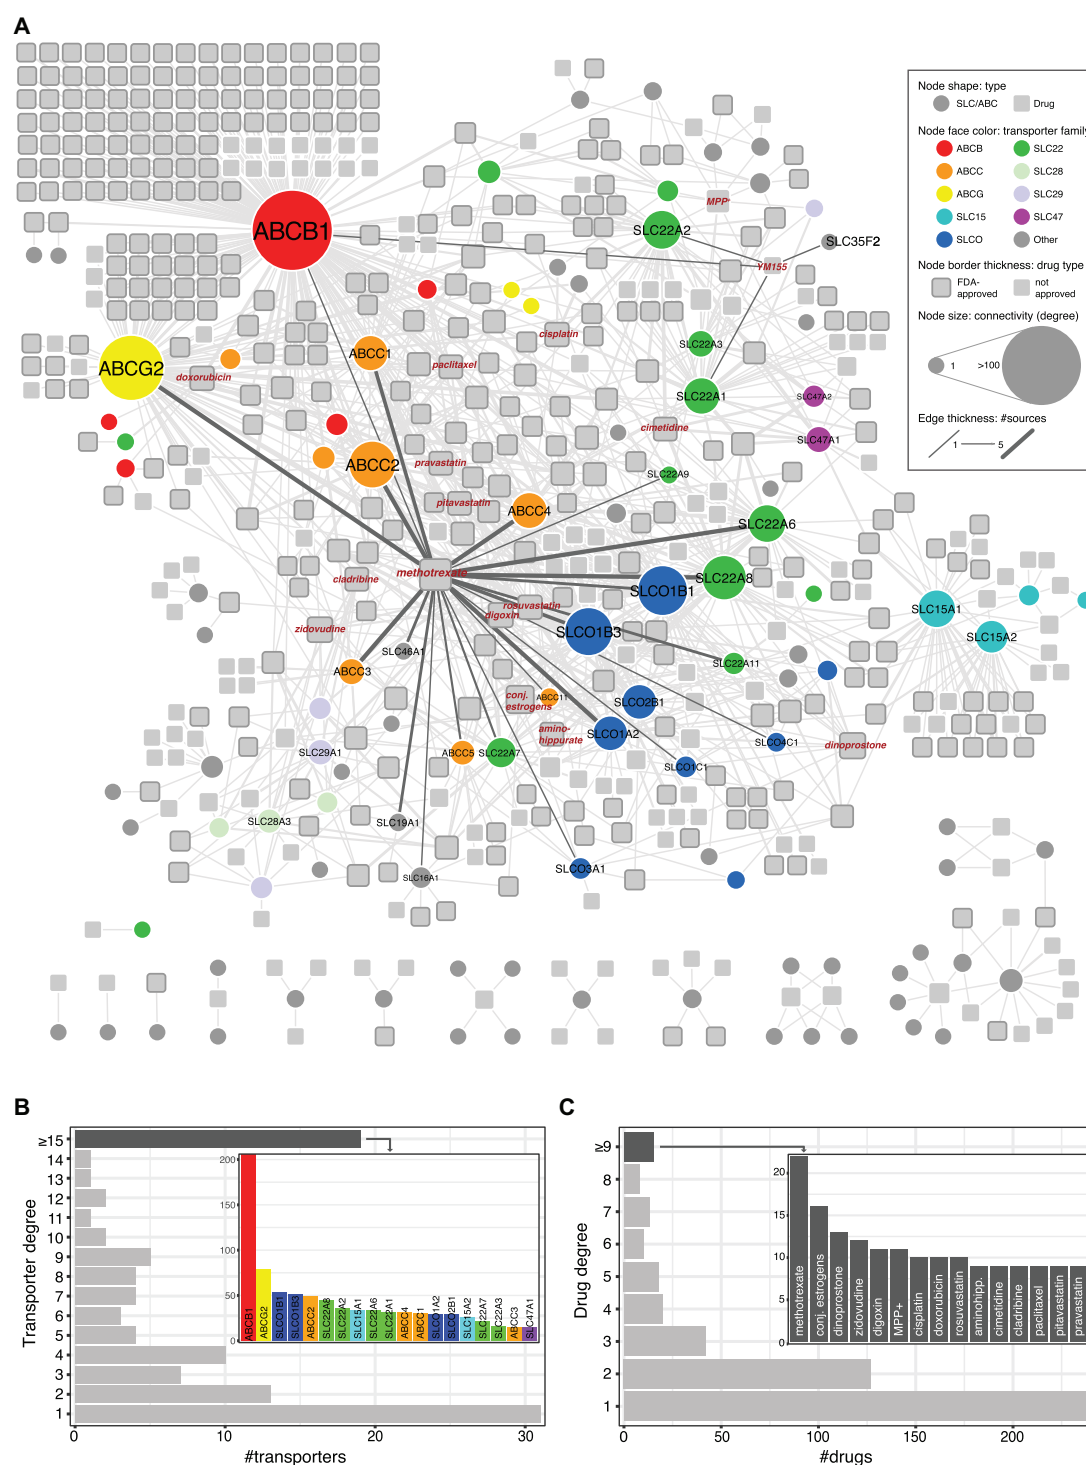 A
Node shape: type
SLC/ABC
Drug
Node face color: transporter family
ABCB
SLC22
ABCC
SLC28
ABCG
SLC29
SLC15
SLC47
SLCO
Other
Node border thickness: drug type
FDA-
approved
not
approved
Node size: connectivity (degree)
1
>100
Edge thickness: #sources
1
5
ABCB1
SLC22A2
MPP+
SLC35F2
YM155
cisplatin
SLC22A3
ABCC1
paclitaxel
ABCG2
doxorubicin
SLC22A1
SLC47A2
cimetidine
SLC47A1
ABCC2
pravastatin
SLC22A9
pitavastatin
ABCC4
SLC22A6
methotrexate
cladribine
SLC22A8
SLCO1B1
rosuvastatin
digoxin
SLC15A1
zidovudine
SLCO1B3
SLC15A2
SLC46A1
SLC22A11
ABCC3
conj.
estrogens
ABCC11
SLCO2B1
amino-
hippurate
SLCO1A2
SLCO4C1
dinoprostone
SLC29A1
ABCC5
SLC22A7
SLCO1C1
SLC28A3
SLC19A1
SLCO3A1
SLC16A1
B
Transporter degree
≥15
14
13
12
11
10
9
8
7
6
5
4
3
2
1
0
10
20
30
#transporters
200
150
100
50
0
ABCB1
ABCG2
SLCO1B1
SLCO1B3
ABCC2
SLC22A8
SLC22A2
SLC15A1
SLC22A6
SLC22A1
ABCC4
ABCC1
SLCO1A2
SLCO2B1
SLC15A2
SLC22A7
SLC22A3
ABCC3
SLC47A1
C
Drug degree
≥9
8
7
6
5
4
3
2
1
0
50
100
150
200
#drugs
20
15
10
5
0
methotrexate
conj. estrogens
dinoprostone
zidovudine
digoxin
MPP+
cisplatin
doxorubicin
rosuvastatin
aminohipp.
cimetidine
cladribine
paclitaxel
pitavastatin
pravastatin